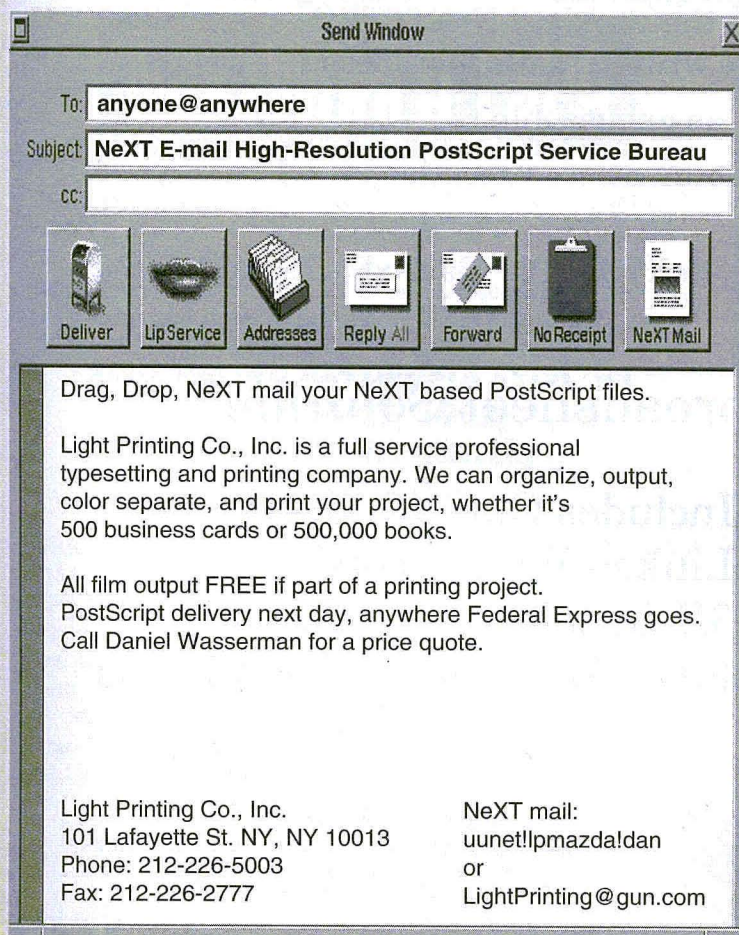 Send Window
To: anyone@anywhere
Subject: NeXT E-mail High-Resolution PostScript Service Bureau
cc:
Deliver LipService Addresses Reply All Forward NoReceipt NeXTMail
Drag, Drop, NeXT mail your NeXT based PostScript files.
Light Printing Co., Inc. is a full service professional
typesetting and printing company. We can organize, output,
color separate, and print your project, whether it's
500 business cards or 500,000 books.
All film output FREE if part of a printing project.
PostScript delivery next day, anywhere Federal Express goes.
Call Daniel Wasserman for a price quote.
Light Printing Co., Inc.
101 Lafayette St. NY, NY 10013
Phone: 212-226-5003
Fax: 212-226-2777
NeXT mail:
uunet!lpmazda!dan
or
LightPrinting@gun.com